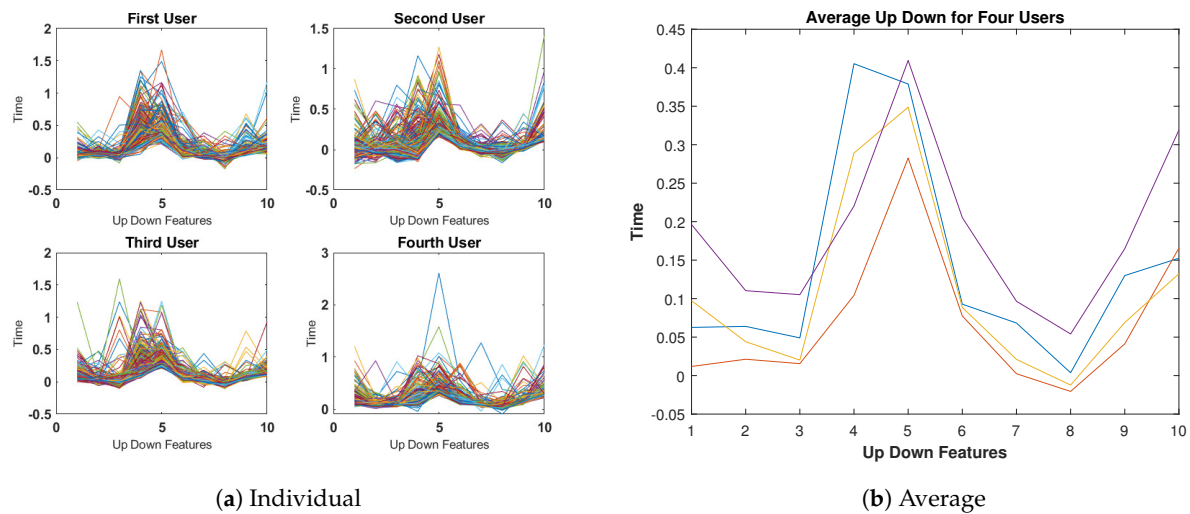 First User
2
1.5
1
0.5
0
-0.5
Time
0
5
10
Up Down Features
Second User
1.5
1
0.5
0
-0.5
Time
0
5
10
Up Down Features
Third User
2
1.5
1
0.5
0
-0.5
Time
0
5
10
Up Down Features
Fourth User
3
2
1
0
Time
0
5
10
Up Down Features
(a) Individual
Average Up Down for Four Users
0.45
0.4
0.35
0.3
0.25
0.2
0.15
0.1
0.05
0
-0.05
Time
1 2 3 4 5 6 7 8 9 10
Up Down Features
(b) Average